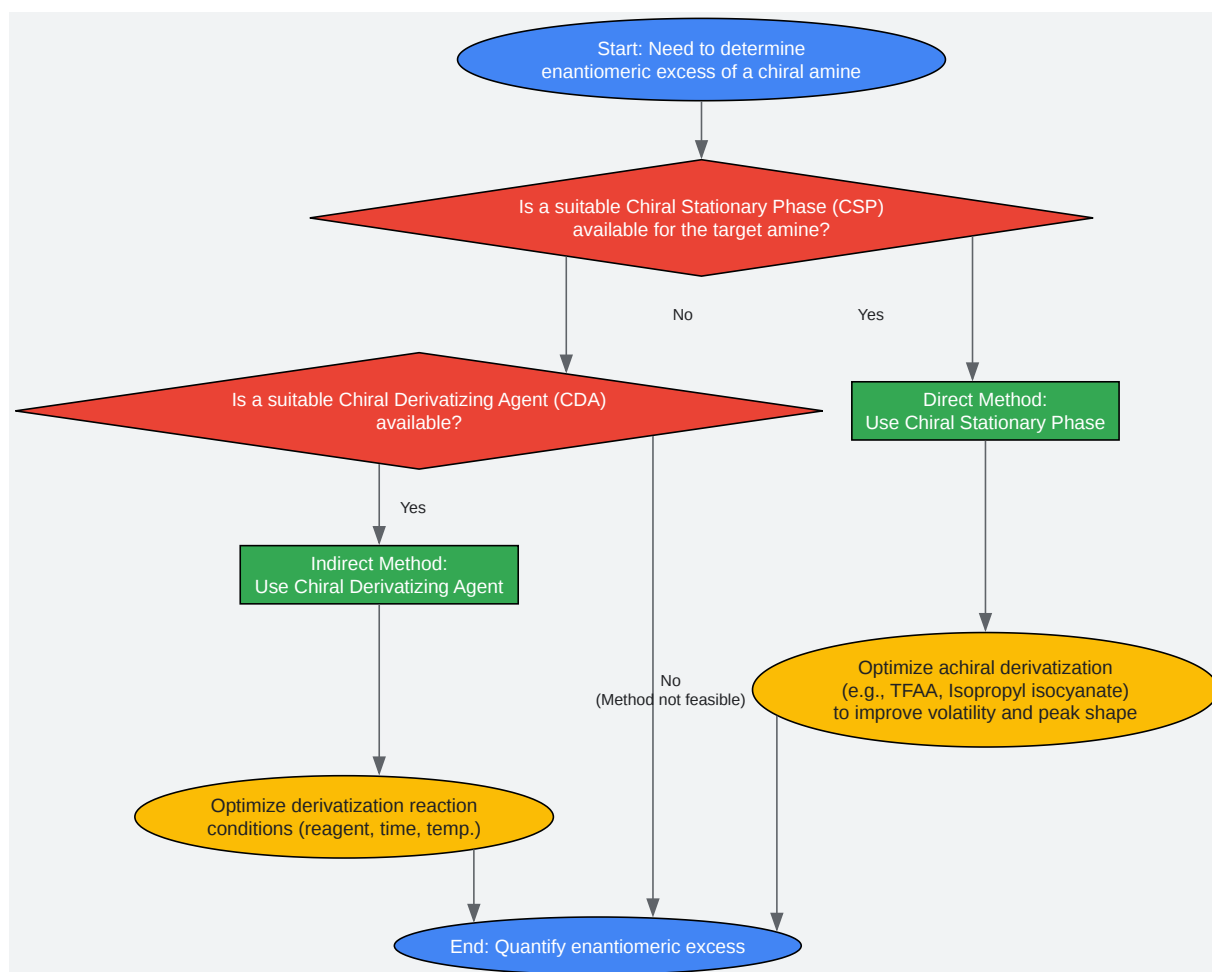 Start: Need to determine
enantiomeric excess of a chiral amine
Is a suitable Chiral Stationary Phase (CSP)
available for the target amine?
No
Yes
Is a suitable Chiral Derivatizing Agent (CDA)
available?
Direct Method:
Use Chiral Stationary Phase
Yes
Indirect Method:
Use Chiral Derivatizing Agent
No
(Method not feasible)
Optimize achiral derivatization
(e.g., TFAA, Isopropyl isocyanate)
to improve volatility and peak shape
Optimize derivatization reaction
conditions (reagent, time, temp.)
End: Quantify enantiomeric excess